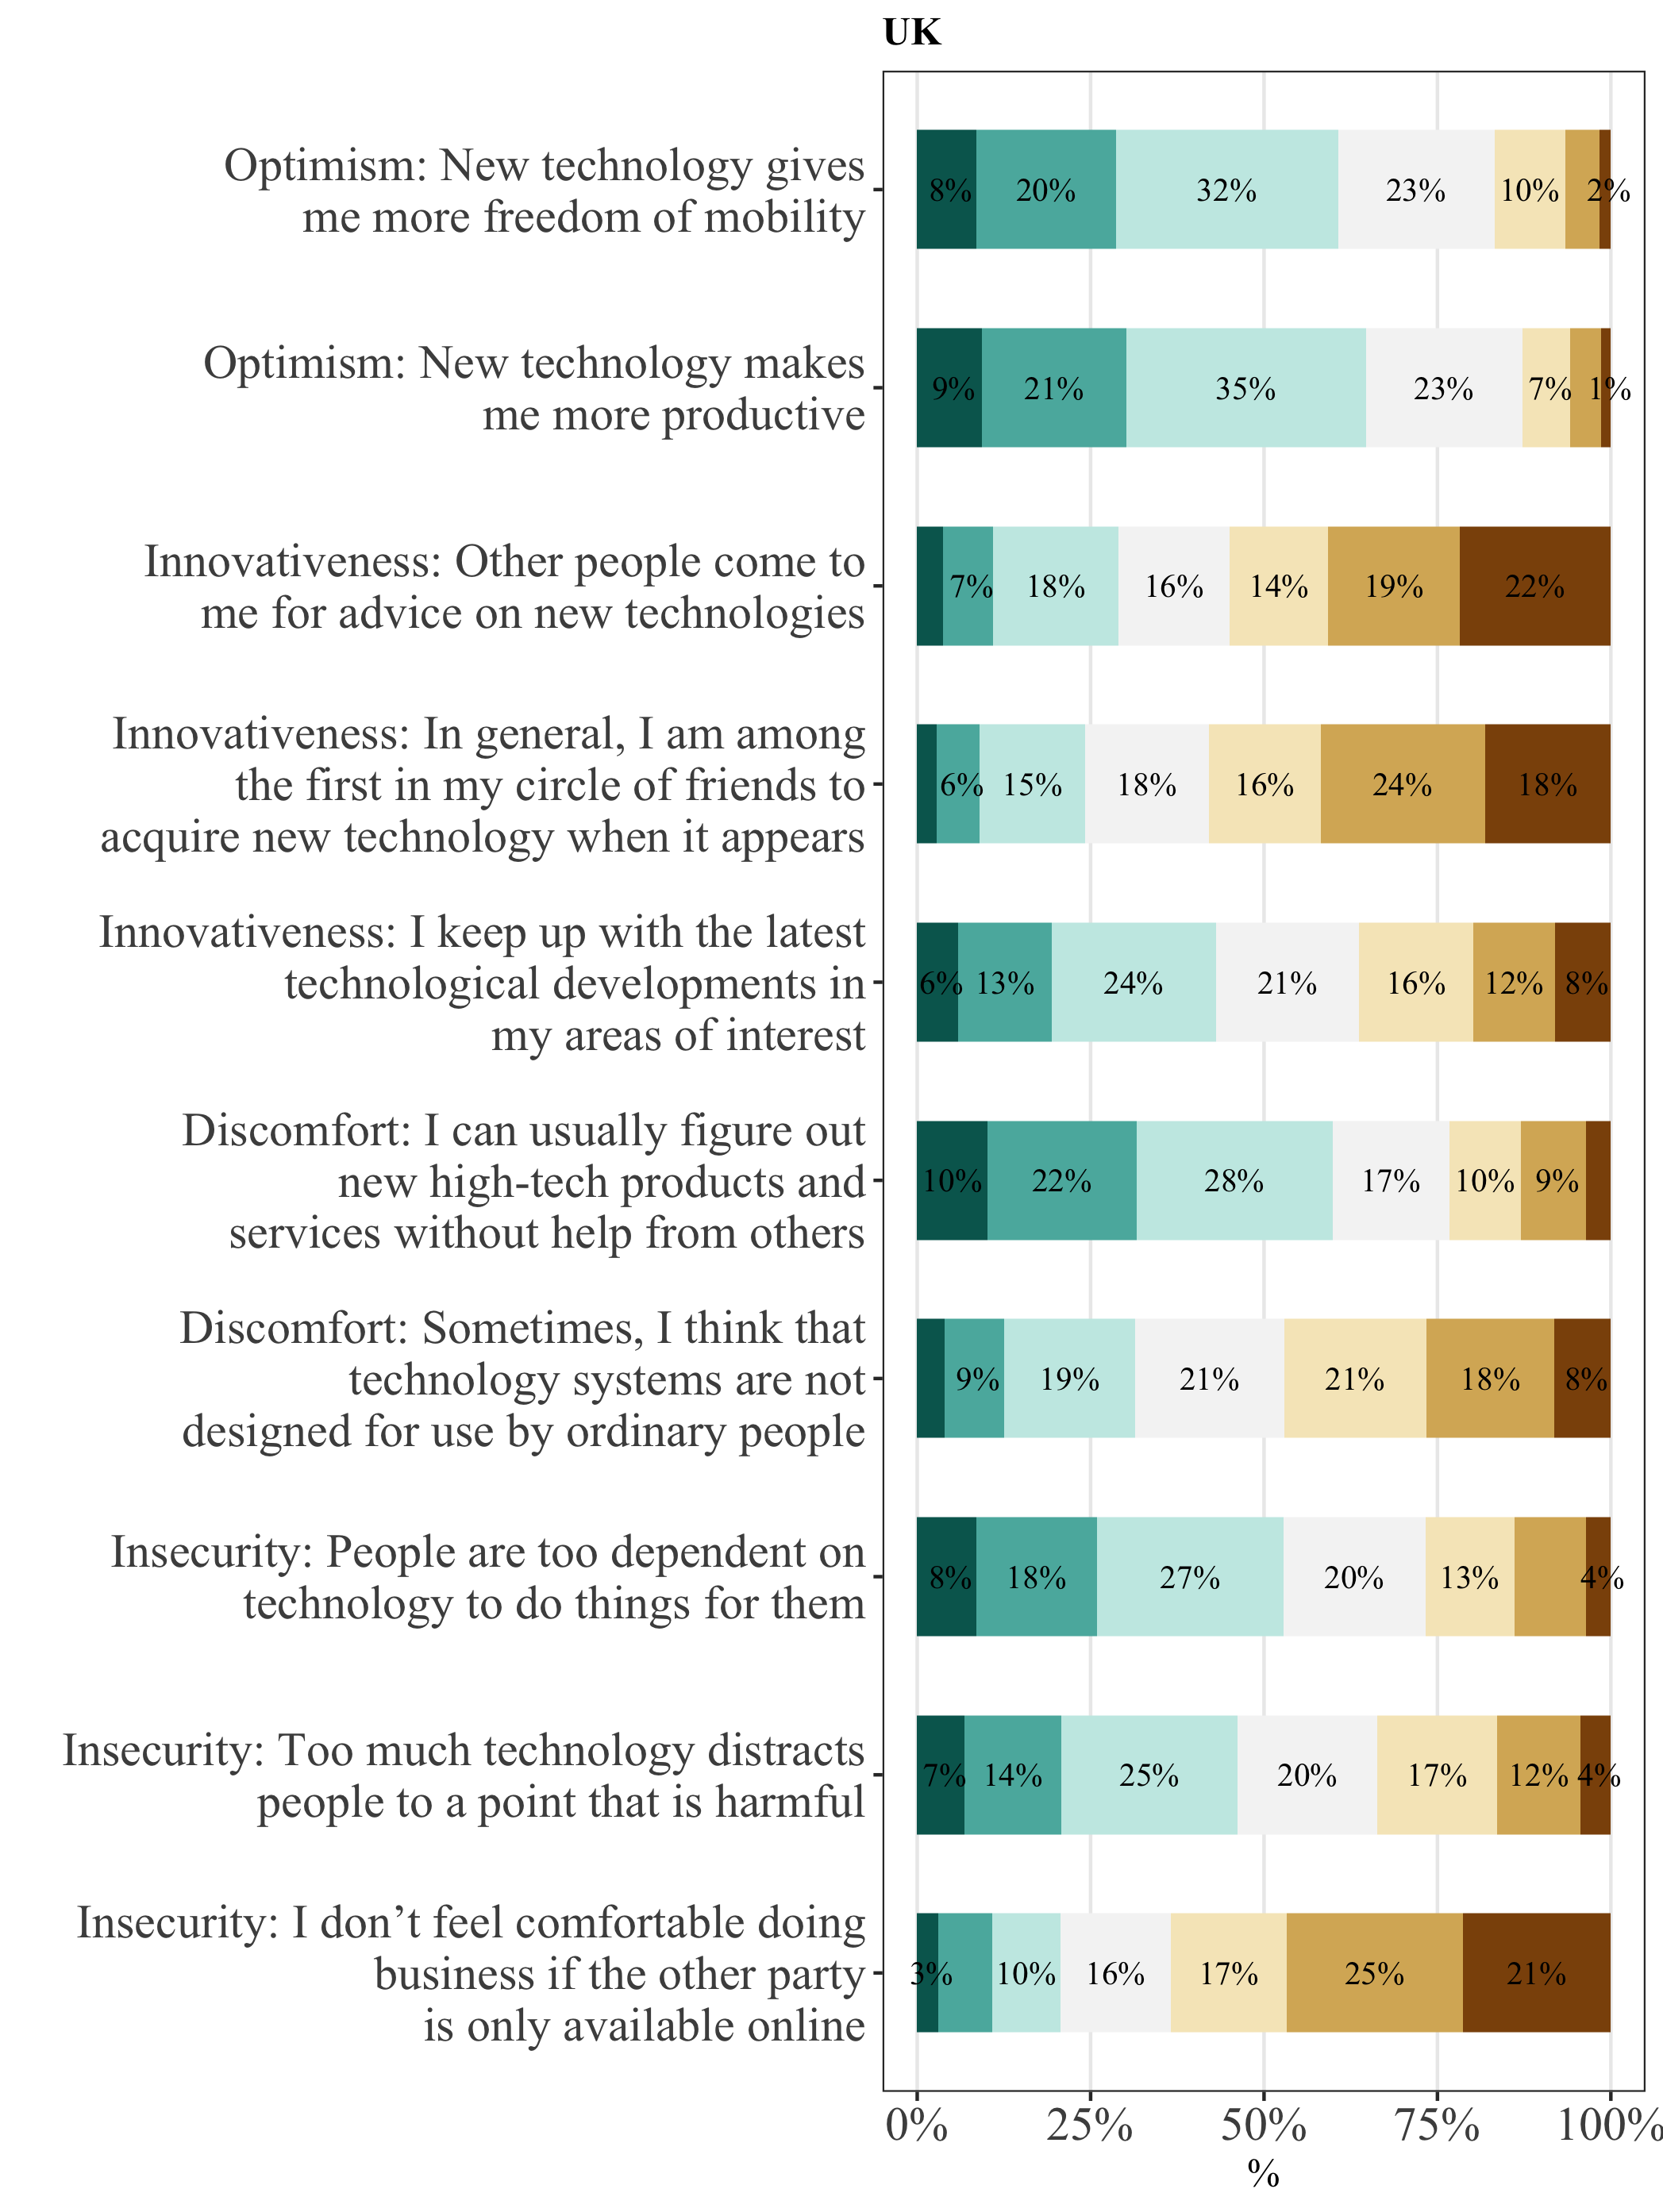 UK
Optimism: New technology gives
me more freedom of mobility
8% 20% 32% 23% 10% 2%
Optimism: New technology makes
me more productive
9% 21% 35% 23% 7% 1%
Innovativeness: Other people come to
me for advice on new technologies
7% 18% 16% 14% 19% 22%
Innovativeness: In general, I am among
the first in my circle of friends to
acquire new technology when it appears
6% 15% 18% 16% 24% 18%
Innovativeness: I keep up with the latest
technological developments in
my areas of interest
6% 13% 24% 21% 16% 12% 8%
Discomfort: I can usually figure out
new high-tech products and
services without help from others
10% 22% 28% 17% 10% 9%
Discomfort: Sometimes, I think that
technology systems are not
designed for use by ordinary people
9% 19% 21% 21% 18% 8%
Insecurity: People are too dependent on
technology to do things for them
8% 18% 27% 20% 13% 4%
Insecurity: Too much technology distracts
people to a point that is harmful
7% 14% 25% 20% 17% 12% 4%
Insecurity: I don’t feel comfortable doing
business if the other party
is only available online
3% 10% 16% 17% 25% 21%
0% 25% 50% 75% 100%
%